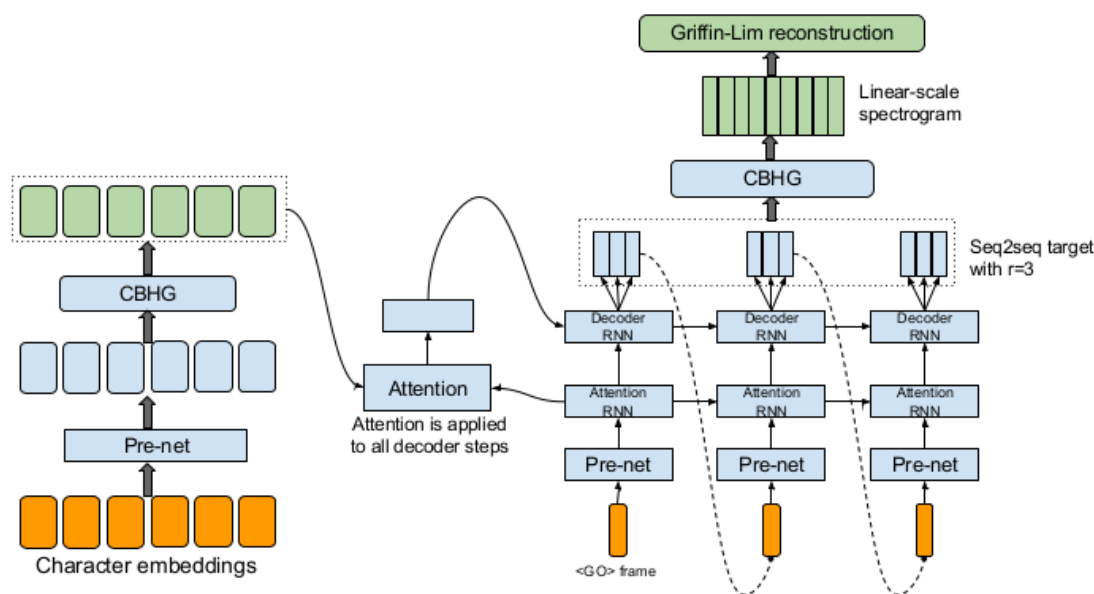 Griffin-Lim reconstruction
Linear-scale
spectrogram
CBHG
Seq2seq target
with r=3
CBHG
Decoder
RNN
Decoder
RNN
Decoder
RNN
Attention
Attention is applied
to all decoder steps
Attention
RNN
Attention
RNN
Attention
RNN
Pre-net
Pre-net
Pre-net
Pre-net
Character embeddings
<GO> frame